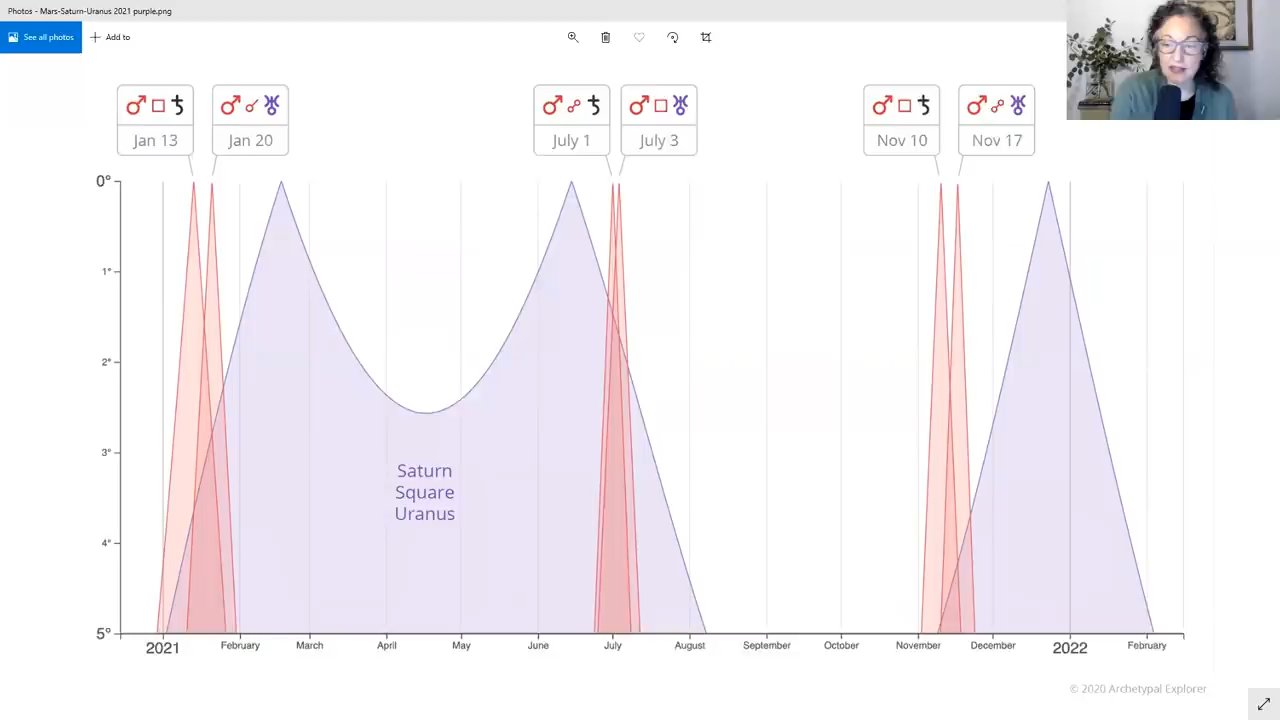 Photos - Mars-Saturn-Uranus 2021 purple.png
See all photos
Add to
♂ □ ♄
Jan 13
♂ ☌ ♅
Jan 20
♂ ☍ ♄
July 1
♂ □ ♅
July 3
♂ □ ♄
Nov 10
♂ ☍ ♅
Nov 17
0°
1°
2°
3°
4°
5°
Saturn
Square
Uranus
2021 February March April May June July August September October November December 2022 February
© 2020 Archetypal Explorer